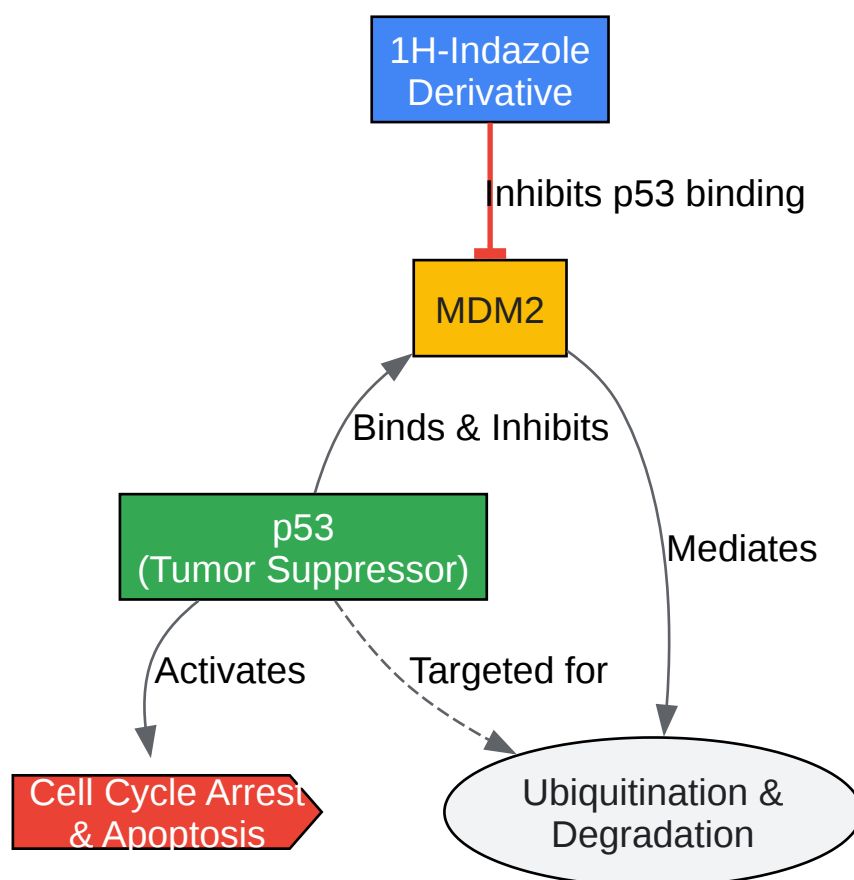 1H-Indazole
Derivative
Inhibits p53 binding
MDM2
Binds & Inhibits
p53
(Tumor Suppressor)
Mediates
Activates
Targeted for
Cell Cycle Arrest
& Apoptosis
Ubiquitination &
Degradation